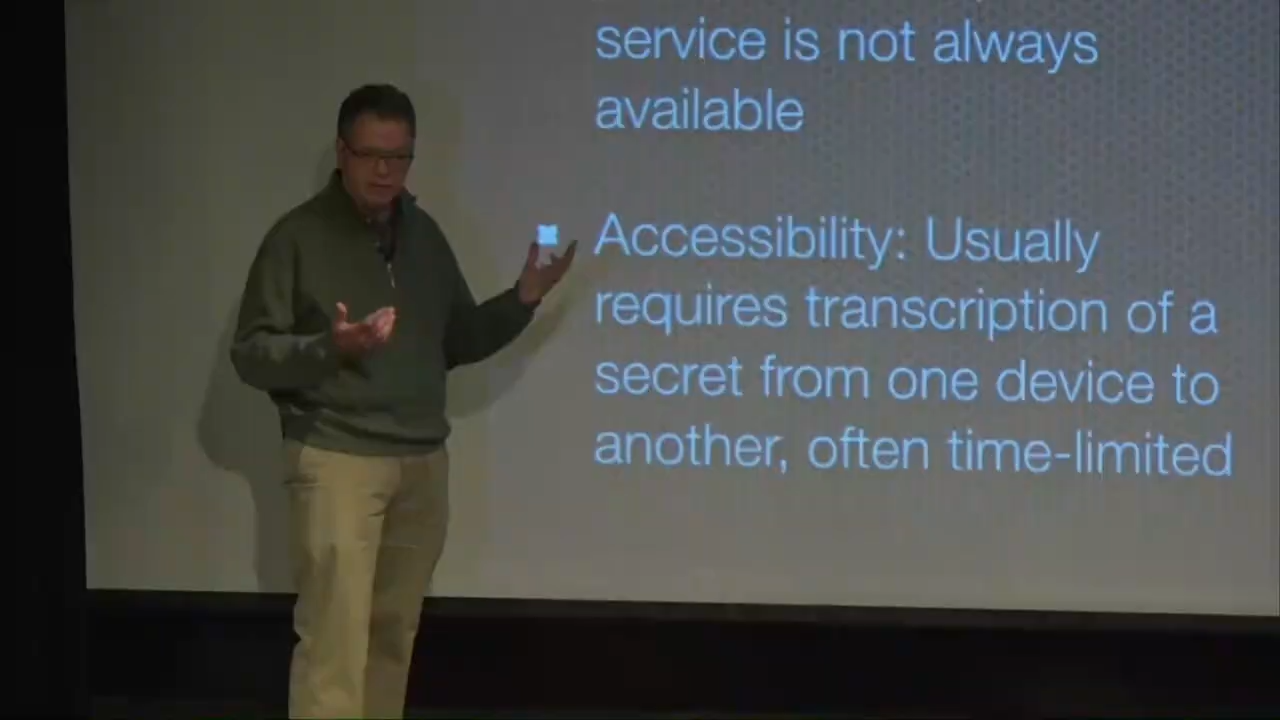 service is not always
available
Accessibility: Usually
requires transcription of a
secret from one device to
another, often time-limited